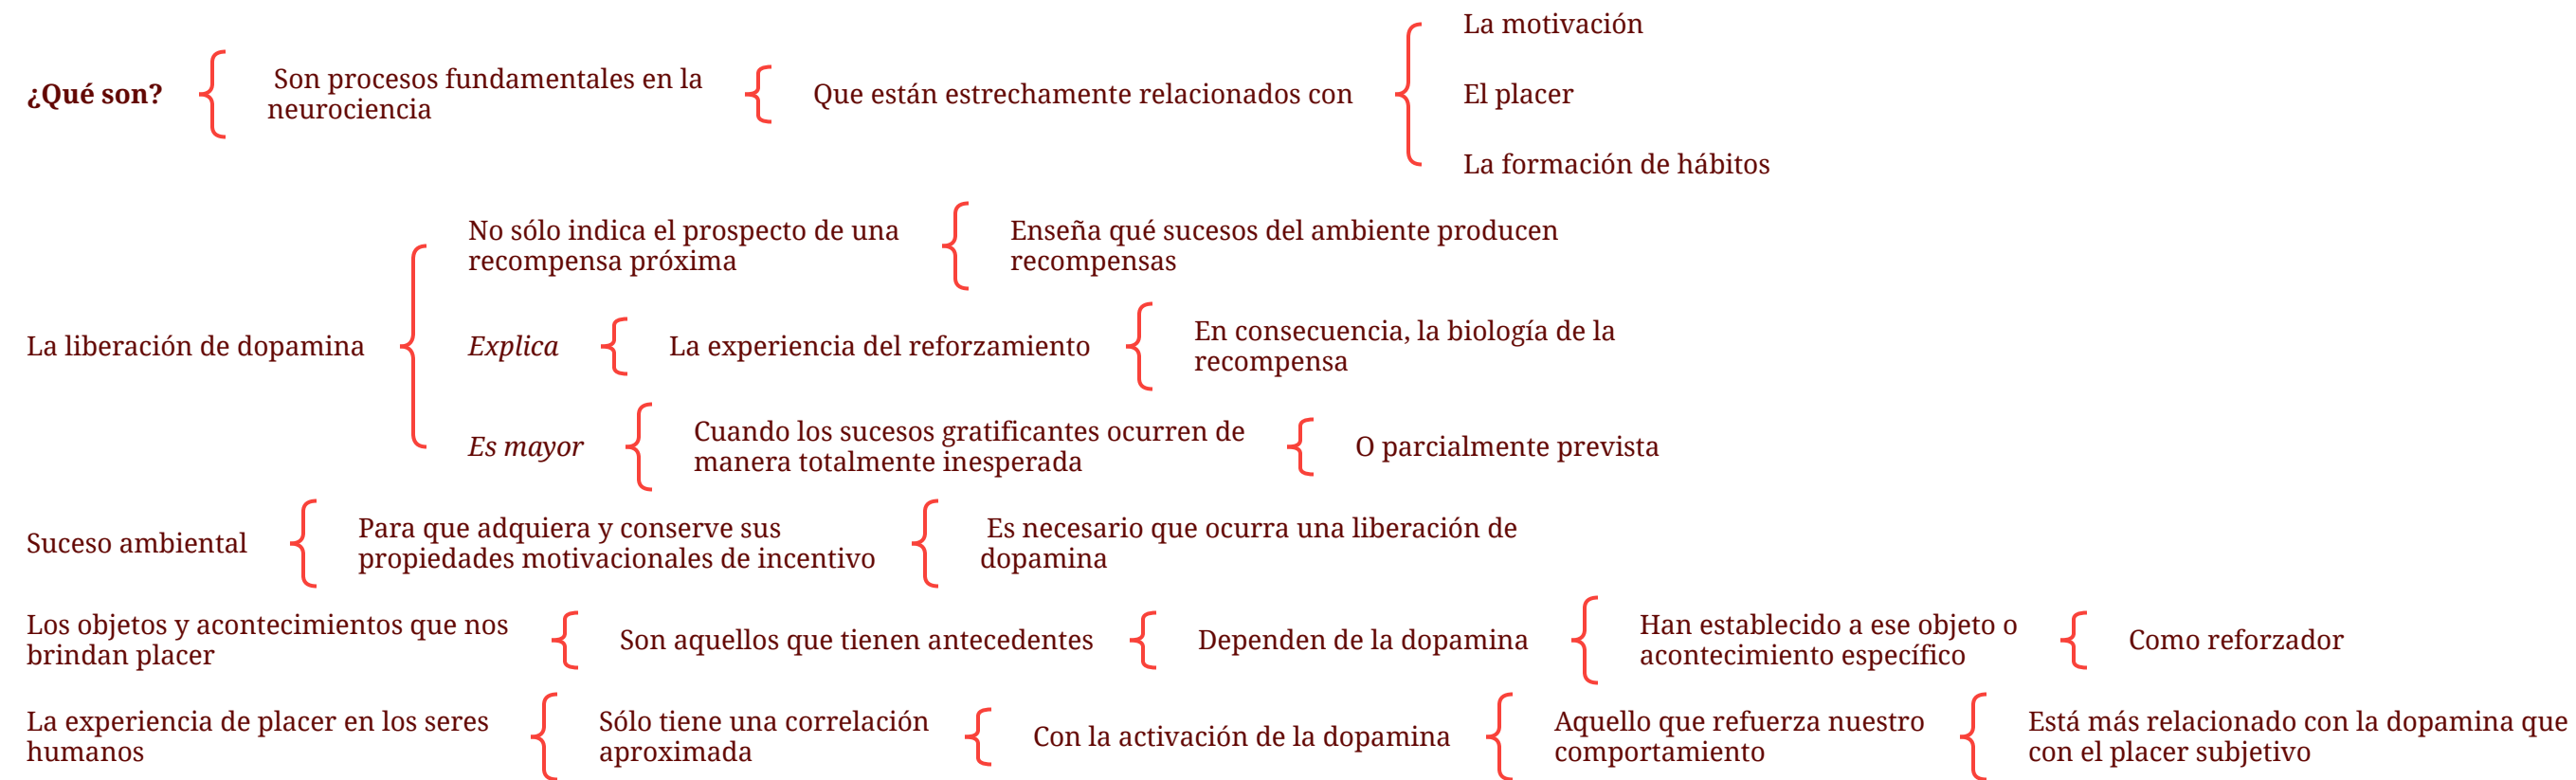 La motivación
¿Qué son?
Son procesos fundamentales en la
neurociencia
Que están estrechamente relacionados con
El placer
La formación de hábitos
No sólo indica el prospecto de una
recompensa próxima
Enseña qué sucesos del ambiente producen
recompensas
La liberación de dopamina
Explica
La experiencia del reforzamiento
En consecuencia, la biología de la
recompensa
Es mayor
Cuando los sucesos gratificantes ocurren de
manera totalmente inesperada
O parcialmente prevista
Suceso ambiental
Para que adquiera y conserve sus
propiedades motivacionales de incentivo
Es necesario que ocurra una liberación de
dopamina
Los objetos y acontecimientos que nos
brindan placer
Son aquellos que tienen antecedentes
Dependen de la dopamina
Han establecido a ese objeto o
acontecimiento específico
Como reforzador
La experiencia de placer en los seres
humanos
Sólo tiene una correlación
aproximada
Con la activación de la dopamina
Aquello que refuerza nuestro
comportamiento
Está más relacionado con la dopamina que
con el placer subjetivo